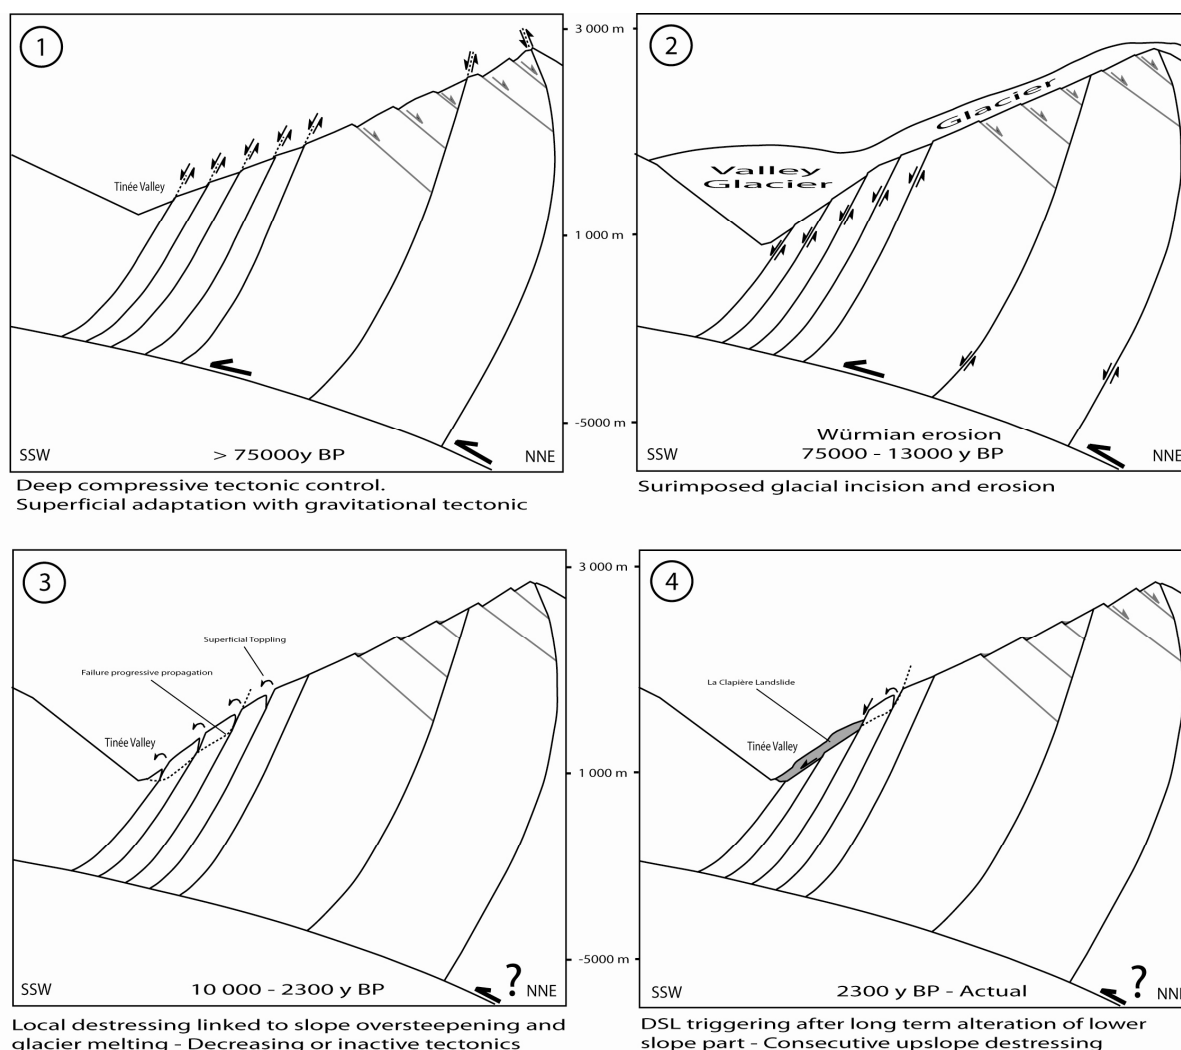 1
Tinée Valley
SSW
> 75000y BP
NNE
Deep compressive tectonic control.
Superficial adaptation with gravitational tectonic
3 000 m
1 000 m
-5000 m
2
Glacier
Valley
Glacier
Würmian erosion
SSW
75000 - 13000 y BP
NNE
Surimposed glacial incision and erosion
3
Superficial Toppling
Failure progressive propagation
Tinée Valley
SSW
10 000 - 2300 y BP
? NNE
Local destressing linked to slope oversteepening and
glacier melting - Decreasing or inactive tectonics
3 000 m
1 000 m
-5000 m
4
La Clapière Landslide
Tinée Valley
SSW
2300 y BP - Actual
? NNE
DSL triggering after long term alteration of lower
slope part - Consecutive upslope destressing